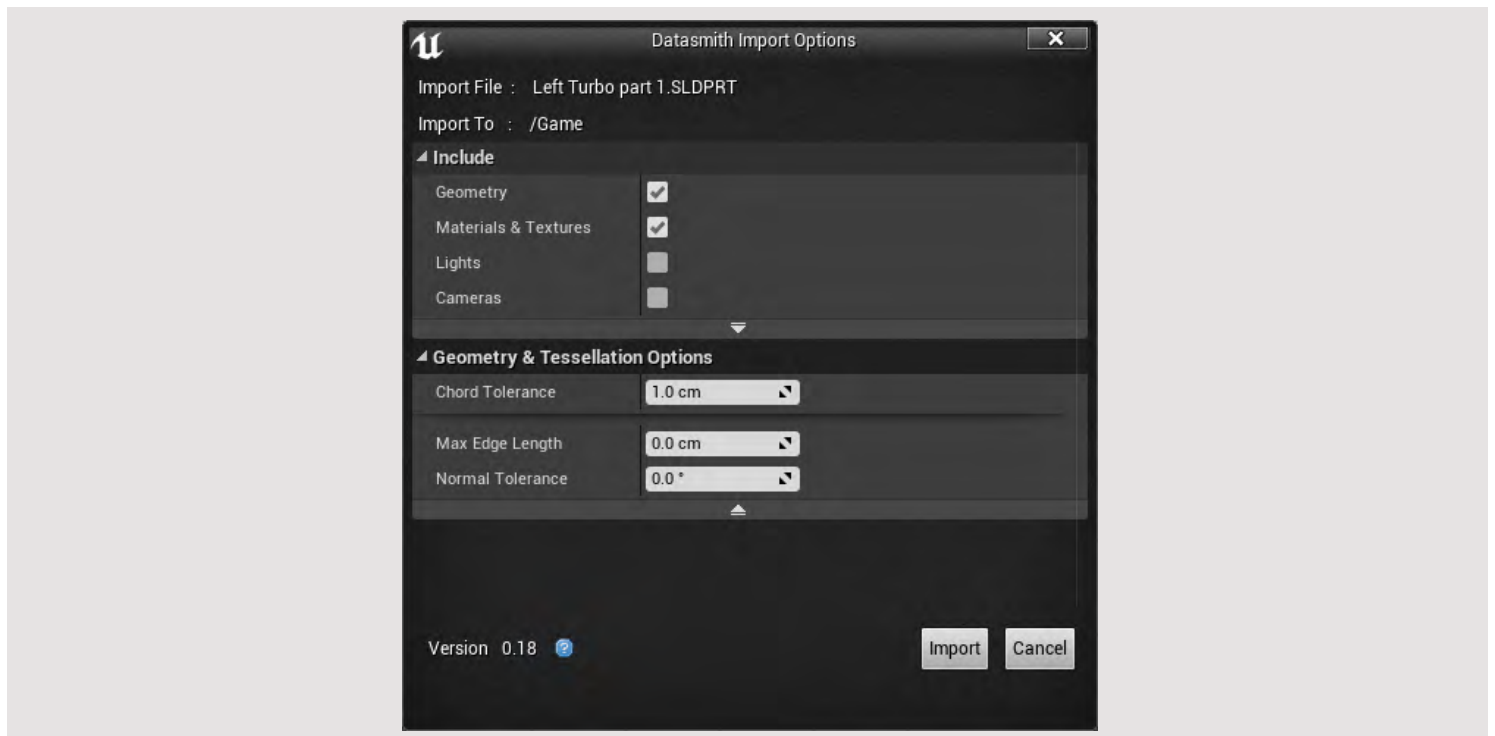 Datasmith Import Options
Import File : Left Turbo part 1.SLDPRT
Import To : /Game
Include
Geometry
Materials & Textures
Lights
Cameras
Geometry & Tessellation Options
Chord Tolerance 1.0 cm
Max Edge Length 0.0 cm
Normal Tolerance 0.0 °
Version 0.18 ?
Import Cancel